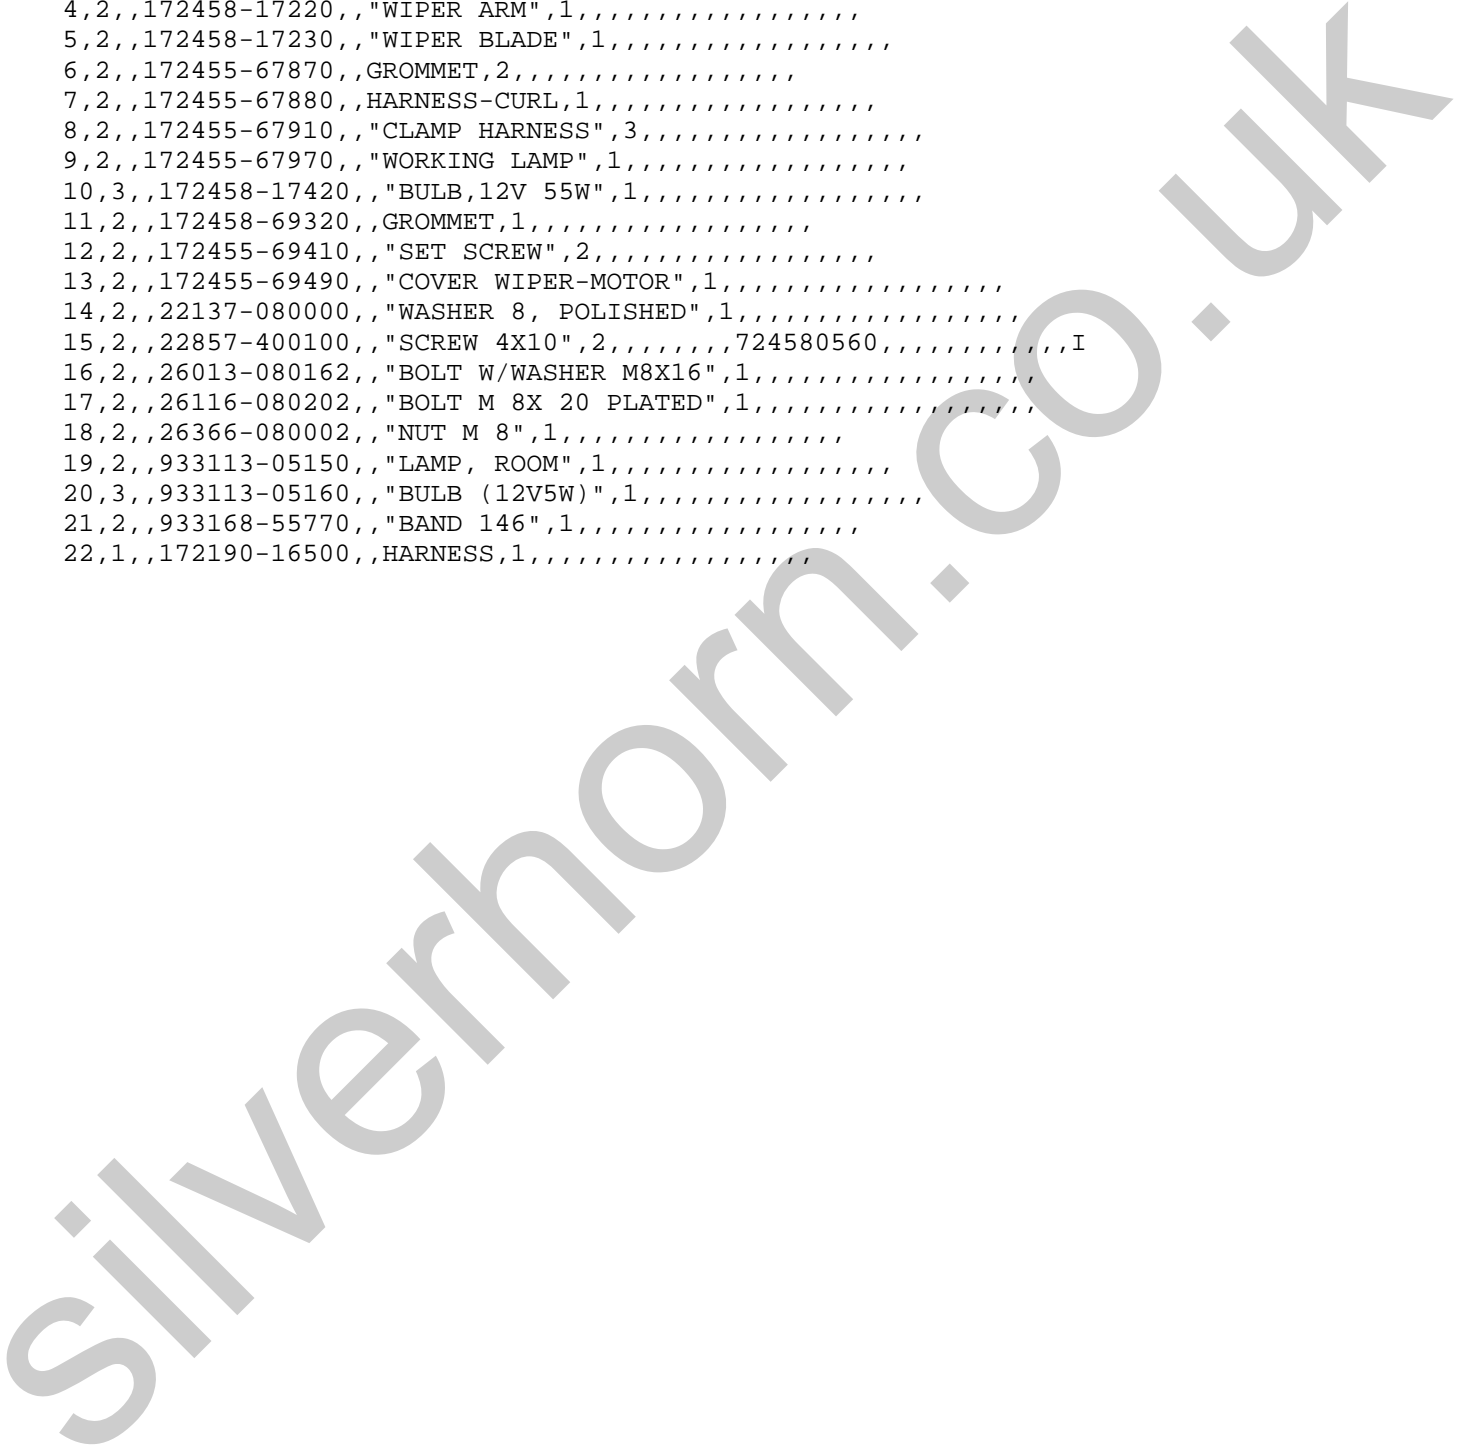 4,2,,172458-17220,,"WIPER ARM",1,,,,,,,,,,,,,,,,,,
5,2,,172458-17230,,"WIPER BLADE",1,,,,,,,,,,,,,,,,,,
6,2,,172455-67870,,GROMMET,2,,,,,,,,,,,,,,,,,,
7,2,,172455-67880,,HARNESS-CURL,1,,,,,,,,,,,,,,,,,,
8,2,,172455-67910,,"CLAMP HARNESS",3,,,,,,,,,,,,,,,,,,
9,2,,172455-67970,,"WORKING LAMP",1,,,,,,,,,,,,,,,,,,
10,3,,172458-17420,,"BULB,12V 55W",1,,,,,,,,,,,,,,,,,,
11,2,,172458-69320,,GROMMET,1,,,,,,,,,,,,,,,,,,
12,2,,172455-69410,,"SET SCREW",2,,,,,,,,,,,,,,,,,,
13,2,,172455-69490,,"COVER WIPER-MOTOR",1,,,,,,,,,,,,,,,,,,
14,2,,22137-080000,,"WASHER 8, POLISHED",1,,,,,,,,,,,,,,,,,,
15,2,,22857-400100,,"SCREW 4X10",2,,,,,,,,724580560,,,,,,,,,,,,I
16,2,,26013-080162,,"BOLT W/WASHER M8X16",1,,,,,,,,,,,,,,,,,,
17,2,,26116-080202,,"BOLT M 8X 20 PLATED",1,,,,,,,,,,,,,,,,,,
18,2,,26366-080002,,"NUT M 8",1,,,,,,,,,,,,,,,,,,
19,2,,933113-05150,,"LAMP, ROOM",1,,,,,,,,,,,,,,,,,,
20,3,,933113-05160,,"BULB (12V5W)",1,,,,,,,,,,,,,,,,,,
21,2,,933168-55770,,"BAND 146",1,,,,,,,,,,,,,,,,,,
22,1,,172190-16500,,HARNESS,1,,,,,,,,,,,,,,,,,,
silverhorn.co.uk